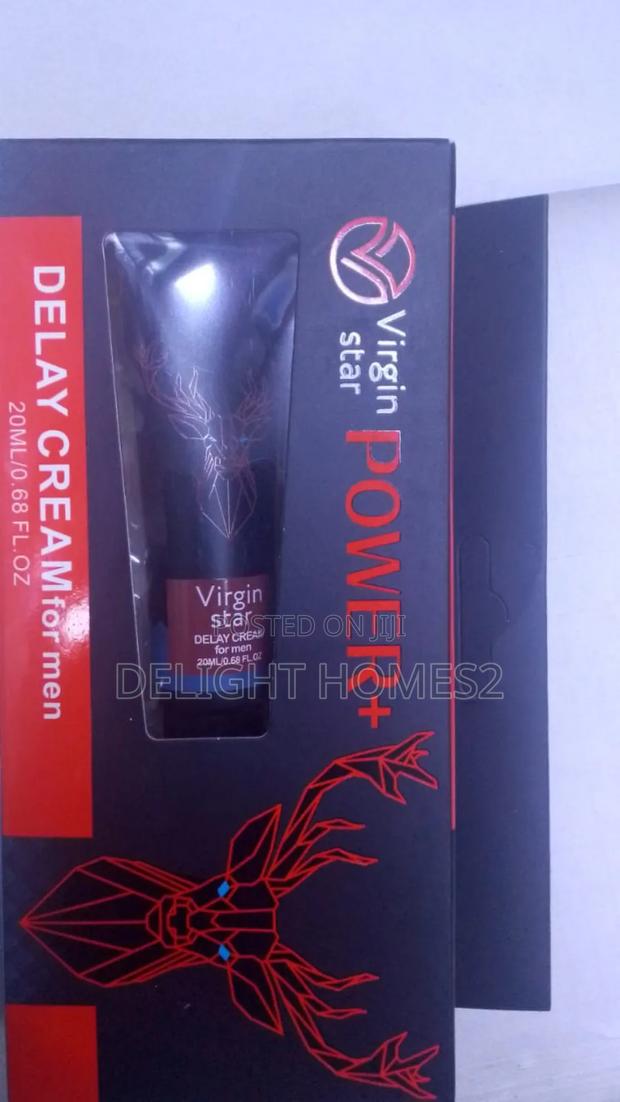 Virgin
star
POWER+
Virgin
star
DELAY CREAM
for men
20ML/0.68 FL.OZ
DELAY CREAM for men
20ML/0.68 FL.OZ
POSTED ON JIJI
DELIGHT HOMES2